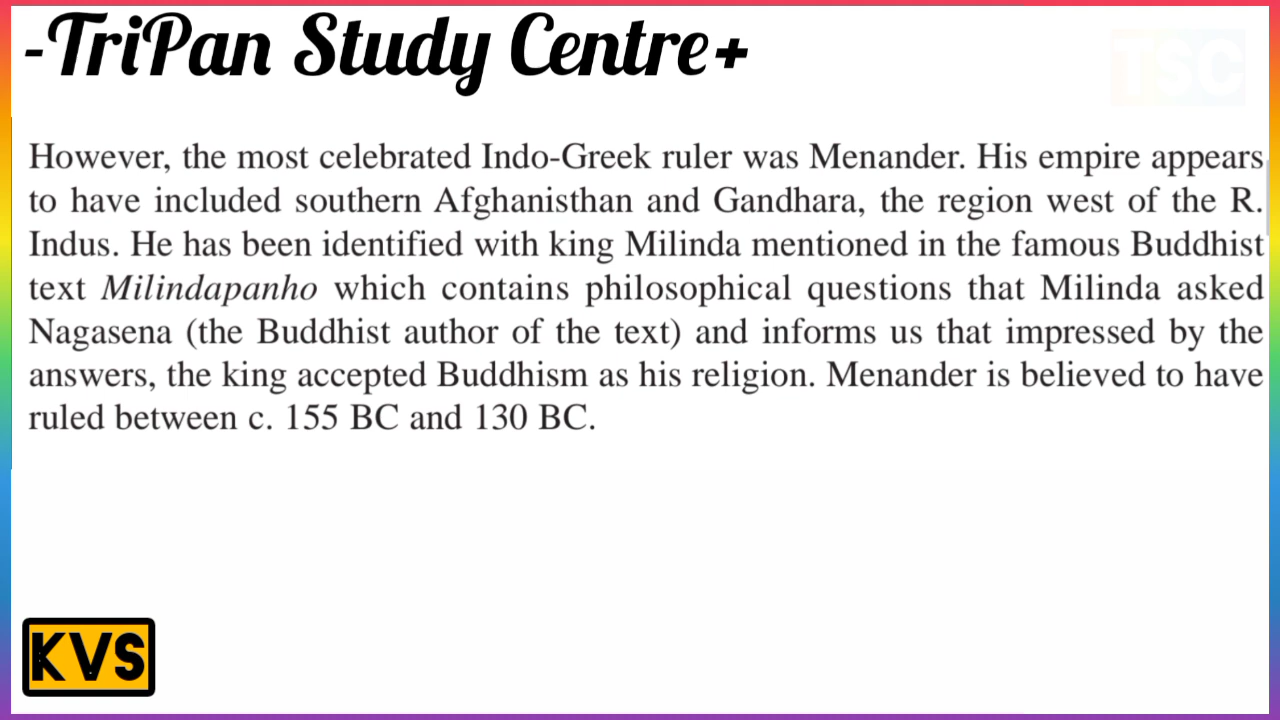 -TriPan Study Centre+
TSC
However, the most celebrated Indo-Greek ruler was Menander. His empire appears
to have included southern Afghanisthan and Gandhara, the region west of the R.
Indus. He has been identified with king Milinda mentioned in the famous Buddhist
text Milindapanho which contains philosophical questions that Milinda asked
Nagasena (the Buddhist author of the text) and informs us that impressed by the
answers, the king accepted Buddhism as his religion. Menander is believed to have
ruled between c. 155 BC and 130 BC.
KVS